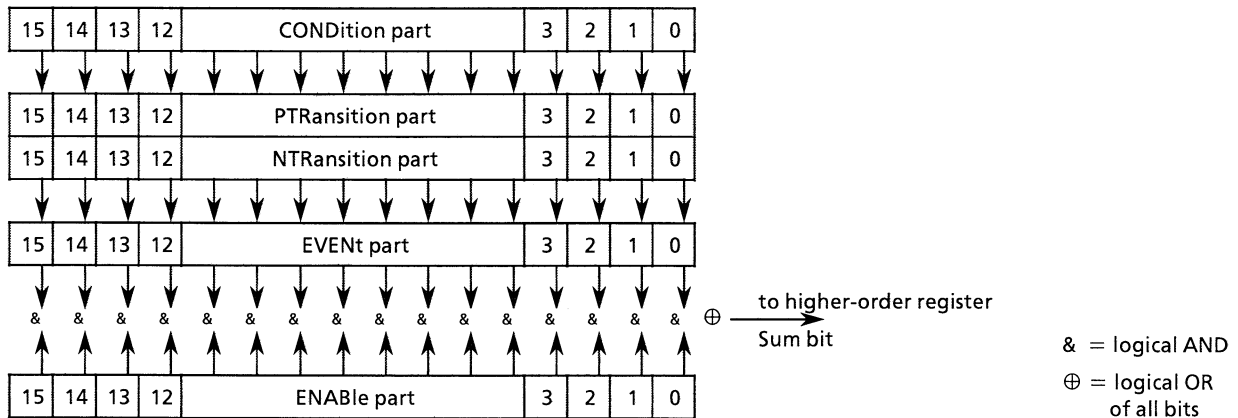 15 14 13 12 CONDition part 3 2 1 0
15 14 13 12 PTRansition part 3 2 1 0
15 14 13 12 NTRansition part 3 2 1 0
15 14 13 12 EVENt part 3 2 1 0
to higher-order register
& & & & & & & & & & & & & & & & ⊕
Sum bit
& = logical AND
15 14 13 12 ENABle part 3 2 1 0
⊕ = logical OR
of all bits